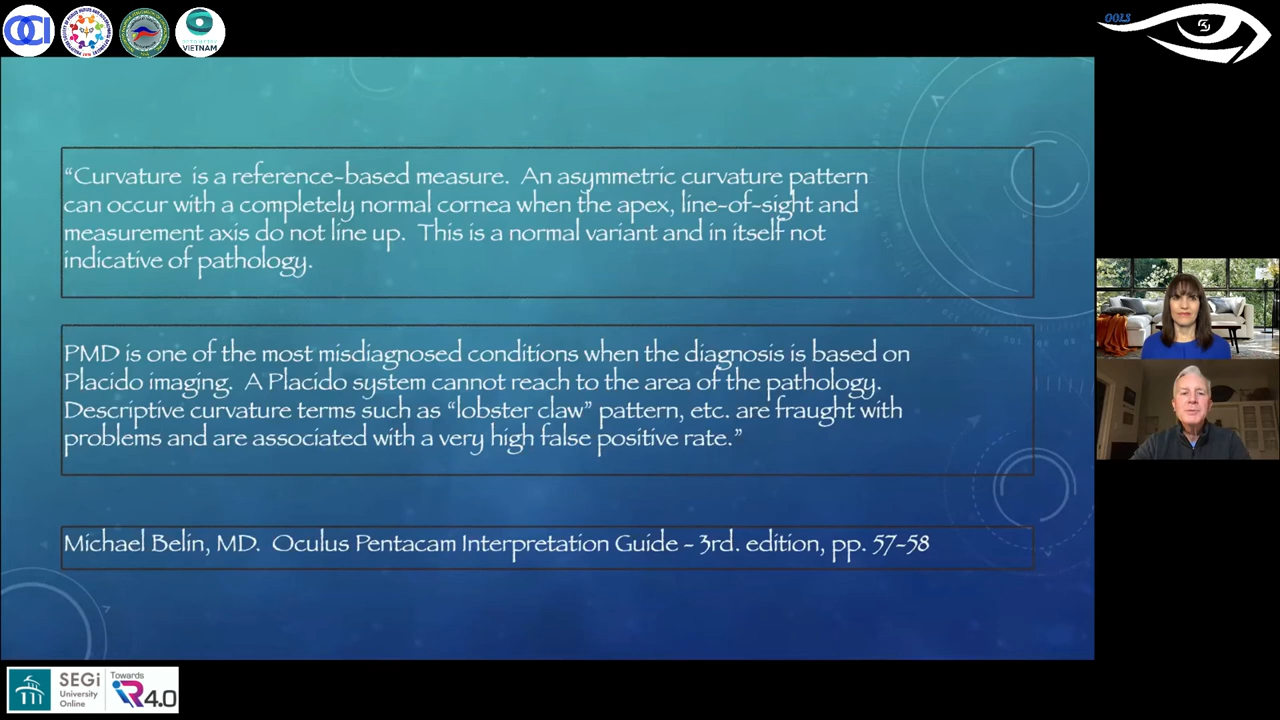 OCI
VIETNAM
OOLS
“Curvature is a reference-based measure. An asymmetric curvature pattern
can occur with a completely normal cornea when the apex, line-of-sight and
measurement axis do not line up. This is a normal variant and in itself not
indicative of pathology.
PMD is one of the most misdiagnosed conditions when the diagnosis is based on
Placido imaging. A Placido system cannot reach to the area of the pathology.
Descriptive curvature terms such as “lobster claw” pattern, etc. are fraught with
problems and are associated with a very high false positive rate.”
Michael Belin, MD. Oculus Pentacam Interpretation Guide - 3rd. edition, pp. 57-58
SEGi
University
Online
Towards
iR4.0